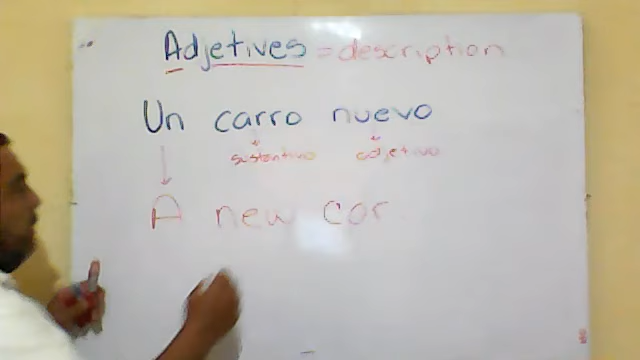 Adjetives = description
Un carro nuevo
sustantivo adjetivo
A new car